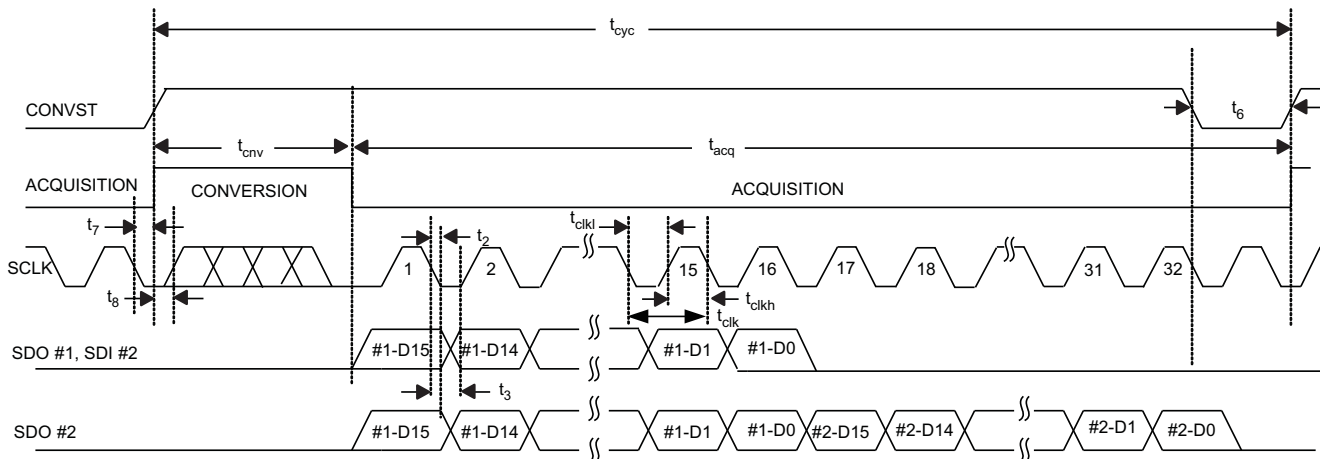 tcyc
CONVST
t6
tcnv
tacq
ACQUISITION
CONVERSION
ACQUISITION
t7
t2
tclkl
SCLK
1
2
15
16
17
18
31
32
t8
tclkh
tclk
SDO #1, SDI #2
#1-D15
#1-D14
#1-D1
#1-D0
t3
SDO #2
#1-D15
#1-D14
#1-D1
#1-D0
#2-D15
#2-D14
#2-D1
#2-D0